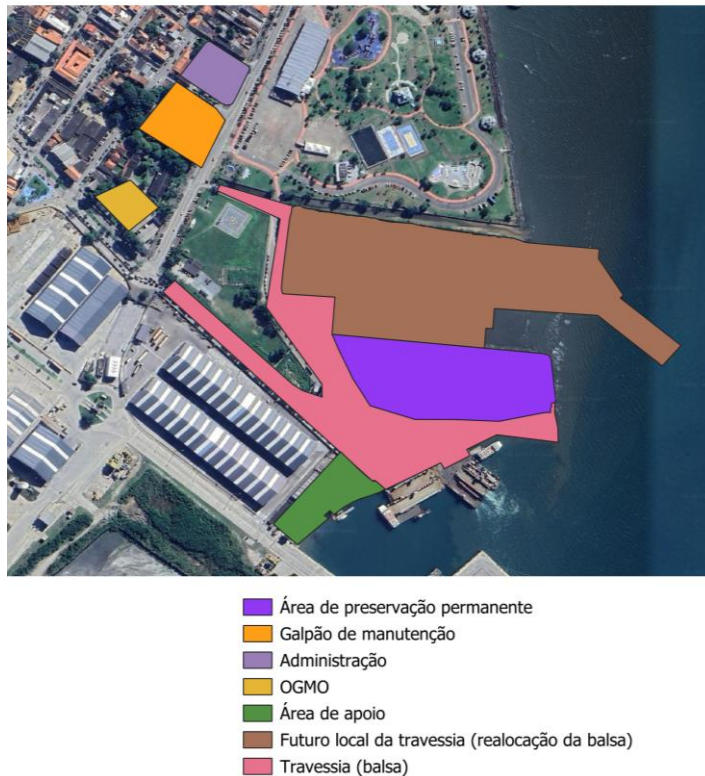 Área de preservação permanente
Galpão de manutenção
Administração
OGMO
Área de apoio
Futuro local da travessia (realocação da balsa)
Travessia (balsa)